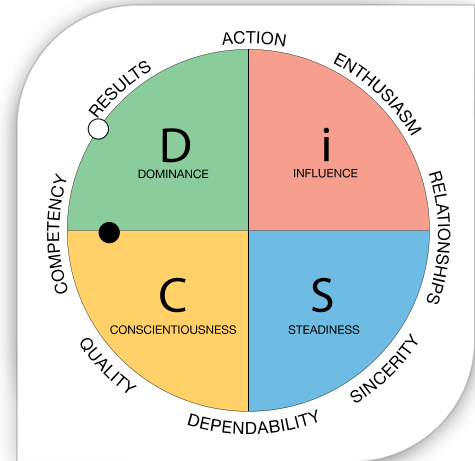 ACTION
RESULTS
ENTHUSIASM
D
DOMINANCE
i
INFLUENCE
COMPETENCY
RELATIONSHIPS
C
CONSCIENTIOUSNESS
S
STEADINESS
QUALITY
SINCERITY
DEPENDABILITY